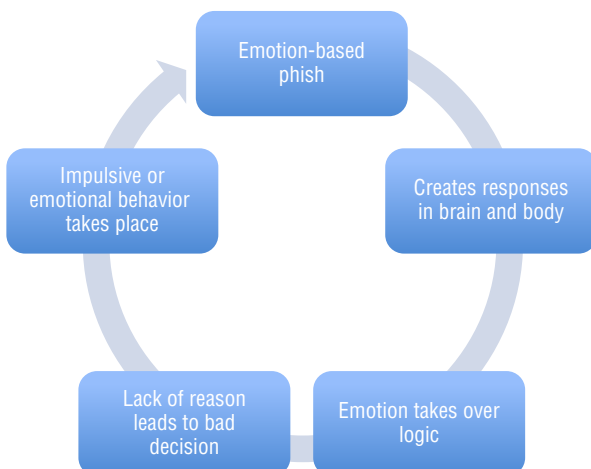 Emotion-based
phish
Creates responses
in brain and body
Emotion takes over
logic
Lack of reason
leads to bad
decision
Impulsive or
emotional behavior
takes place